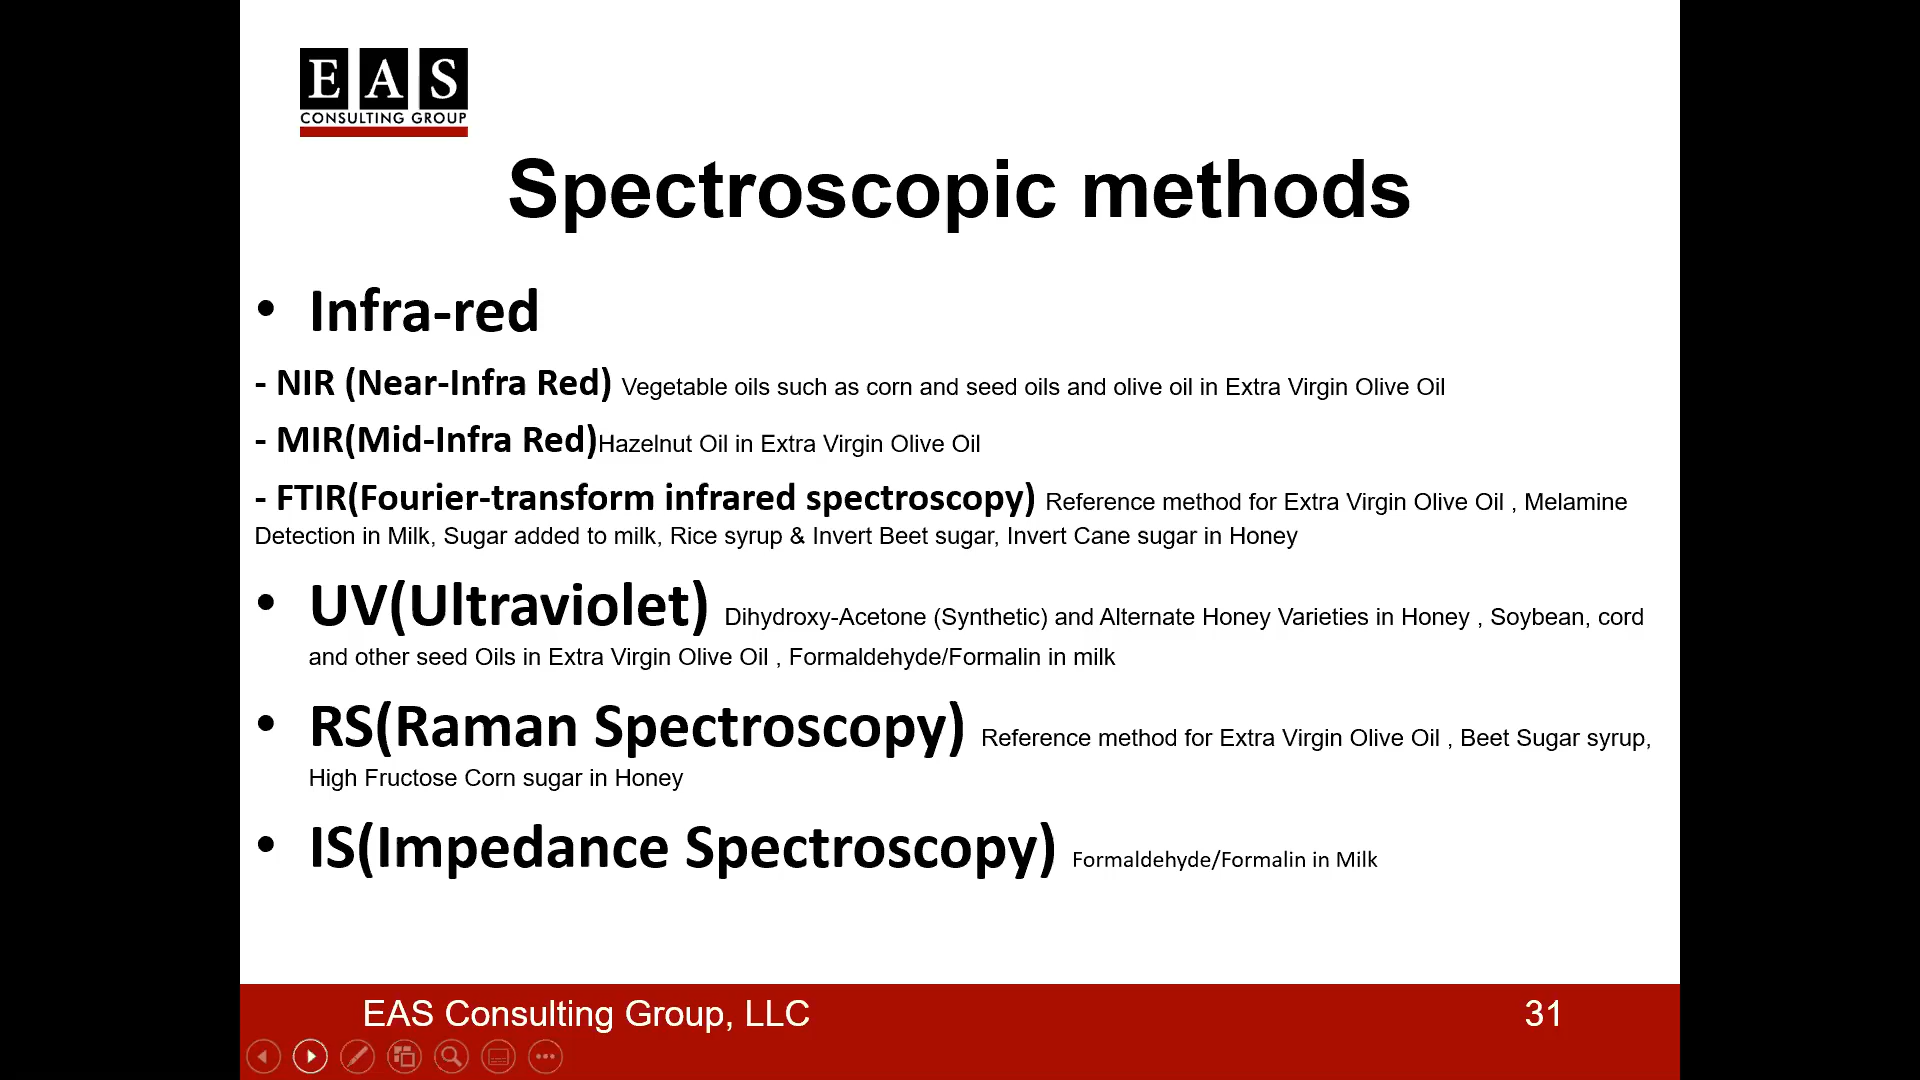 E A S
CONSULTING GROUP
Spectroscopic methods
• Infra-red
- NIR (Near-Infra Red) Vegetable oils such as corn and seed oils and olive oil in Extra Virgin Olive Oil
- MIR(Mid-Infra Red)Hazelnut Oil in Extra Virgin Olive Oil
- FTIR(Fourier-transform infrared spectroscopy) Reference method for Extra Virgin Olive Oil , Melamine
Detection in Milk, Sugar added to milk, Rice syrup & Invert Beet sugar, Invert Cane sugar in Honey
• UV(Ultraviolet) Dihydroxy-Acetone (Synthetic) and Alternate Honey Varieties in Honey , Soybean, cord
and other seed Oils in Extra Virgin Olive Oil , Formaldehyde/Formalin in milk
• RS(Raman Spectroscopy) Reference method for Extra Virgin Olive Oil , Beet Sugar syrup,
High Fructose Corn sugar in Honey
• IS(Impedance Spectroscopy) Formaldehyde/Formalin in Milk
EAS Consulting Group, LLC
31